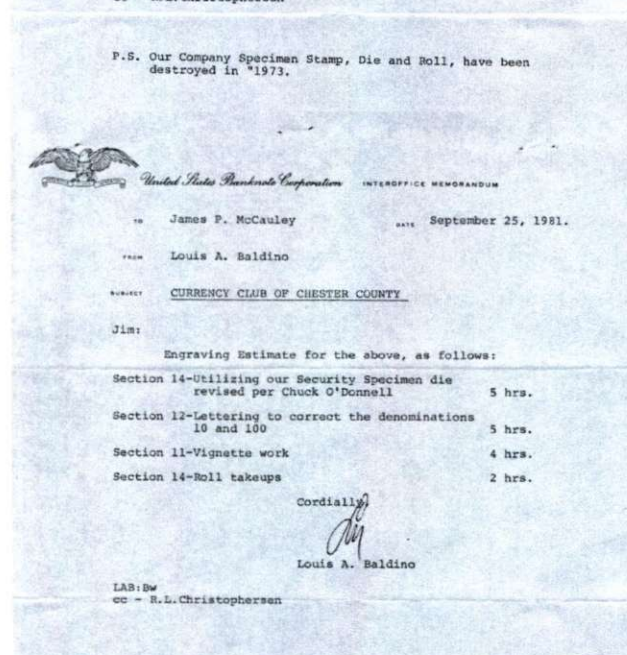 P.S. Our Company Specimen Stamp, Die and Roll, have been
destroyed in "1973.
United States Banknote Corporation INTEROFFICE MEMORANDUM
TO James P. McCauley DATE September 25, 1981.
FROM Louis A. Baldino
SUBJECT CURRENCY CLUB OF CHESTER COUNTY
Jim:
Engraving Estimate for the above, as follows:
Section 14-Utilizing our Security Specimen die
revised per Chuck O'Donnell 5 hrs.
Section 12-Lettering to correct the denominations
10 and 100 5 hrs.
Section 11-Vignette work 4 hrs.
Section 14-Roll takeups 2 hrs.
Cordially,
Louis A. Baldino
LAB:BW
cc - R.L.Christophersen